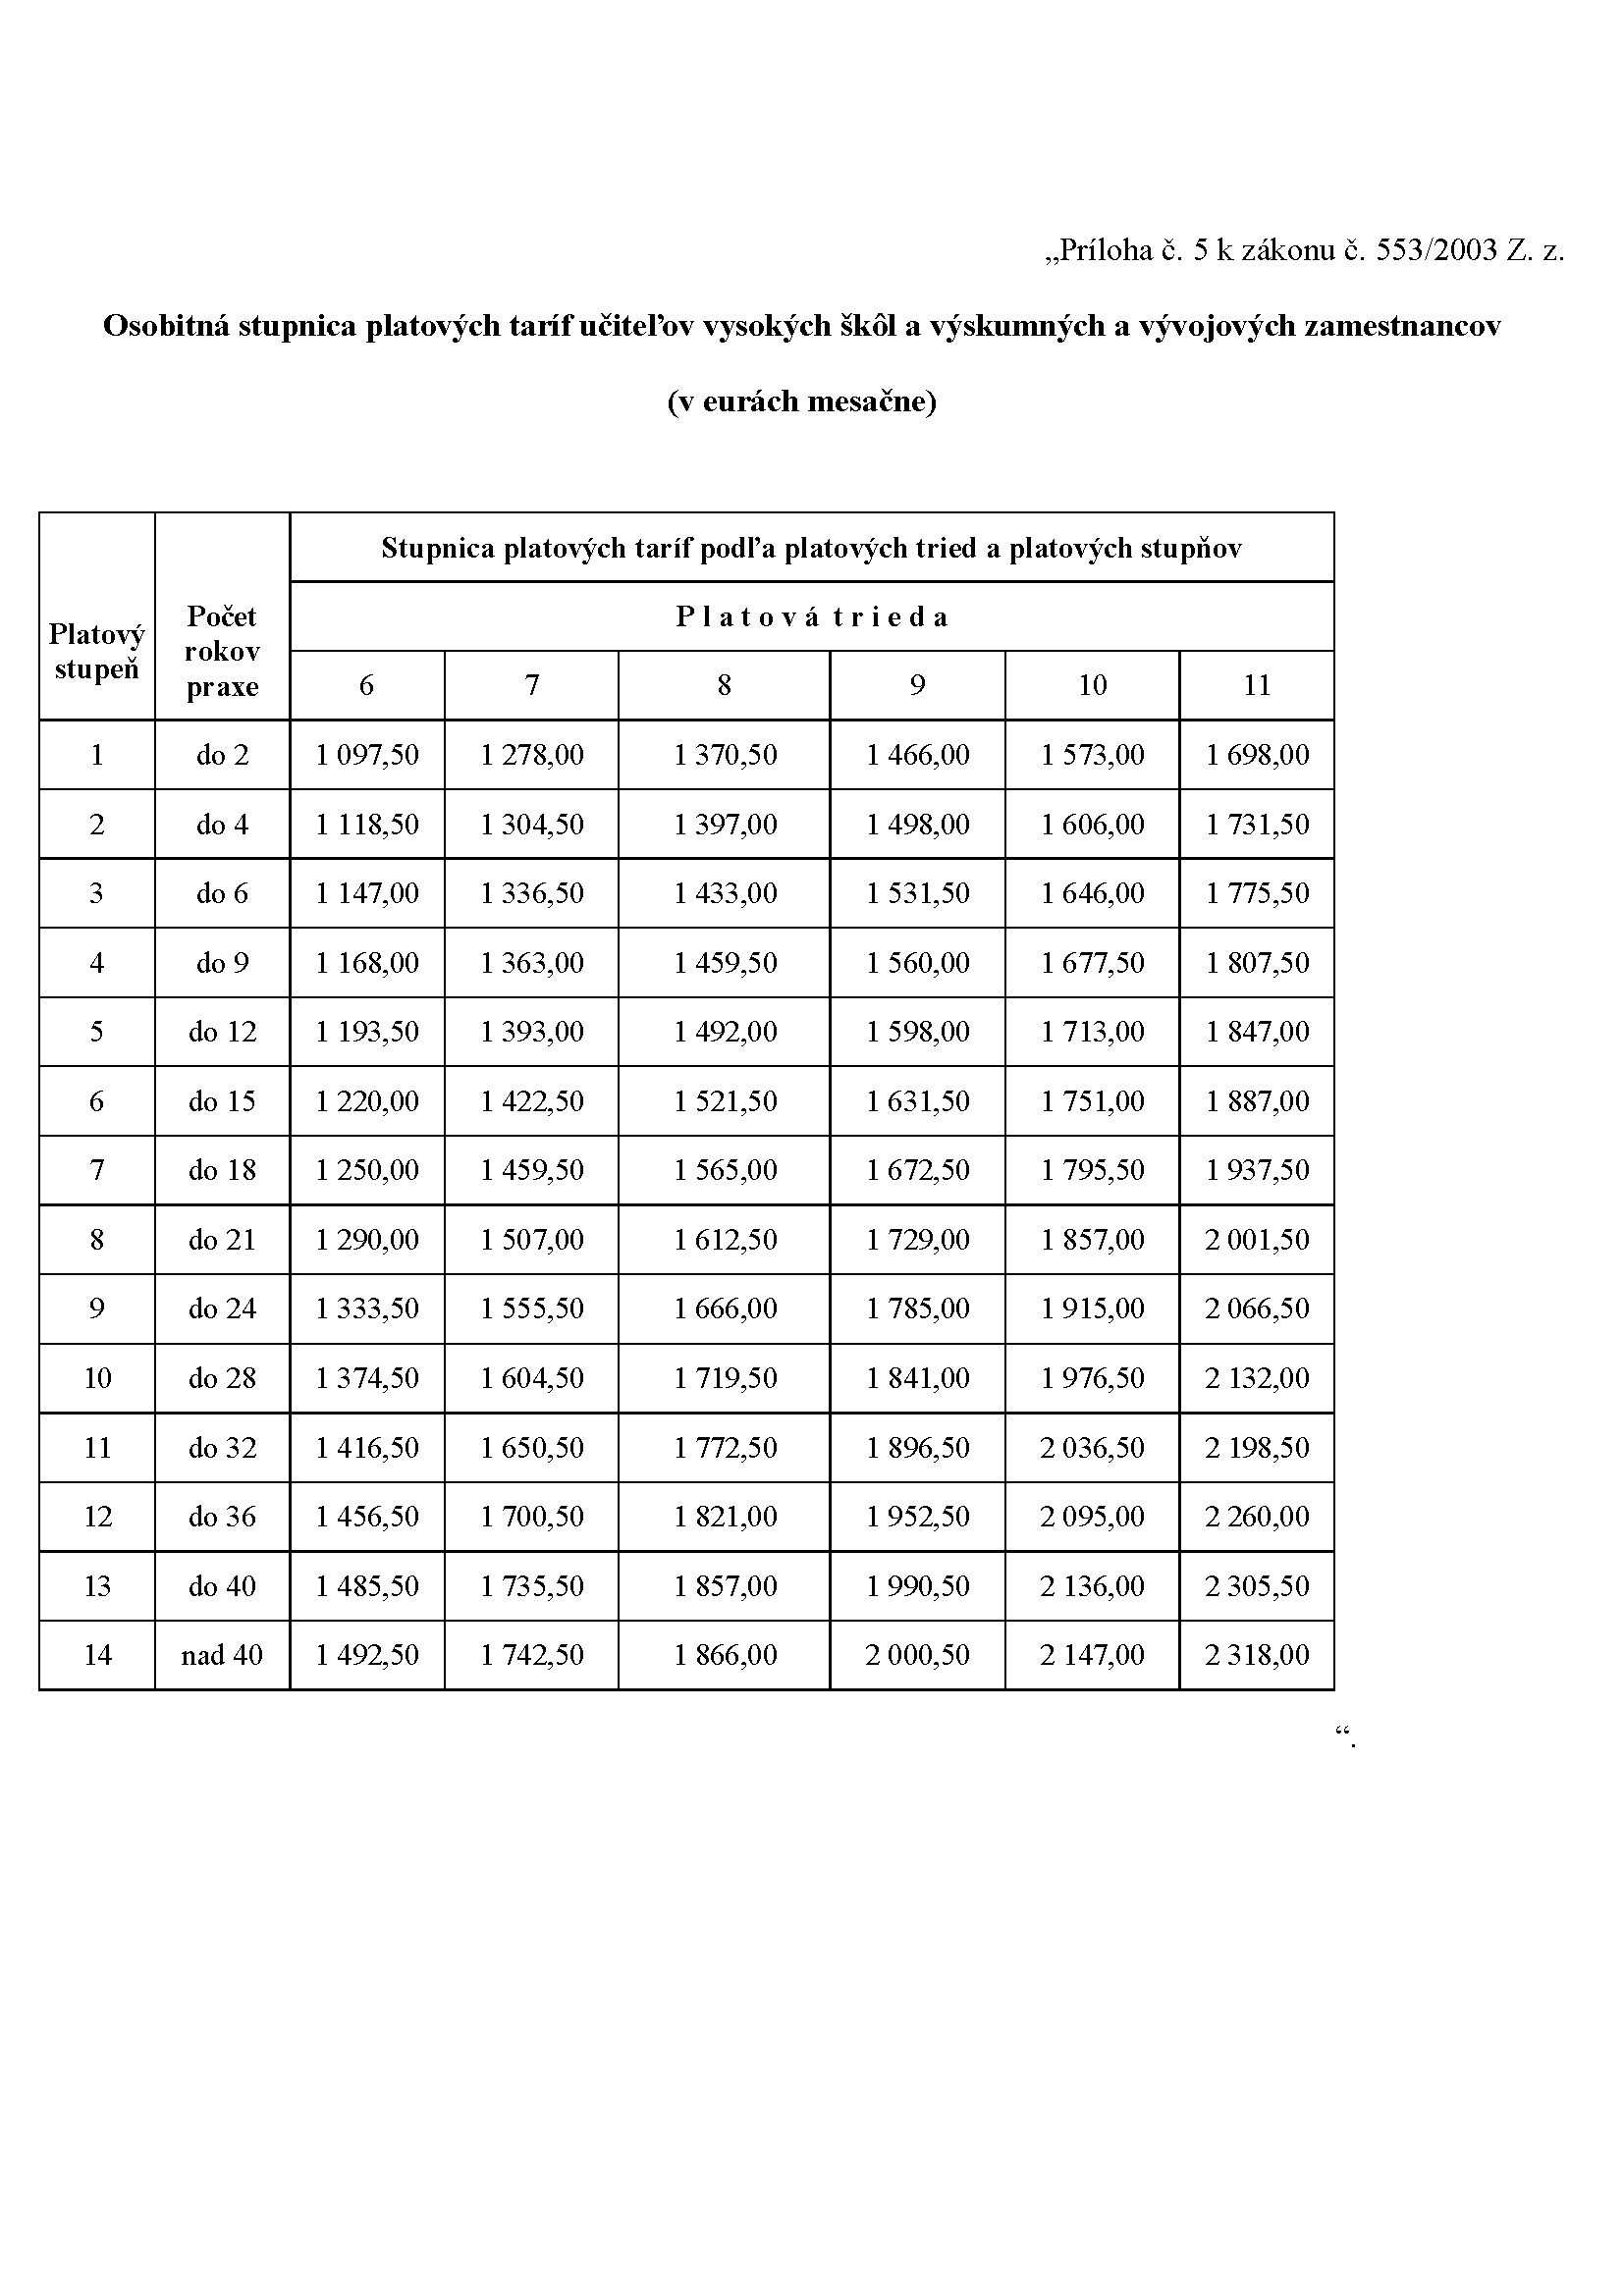 „Príloha č. 5 k zákonu č. 553/2003 Z. z.
Osobitná stupnica platových taríf učiteľov vysokých škôl a výskumných a vývojových zamestnancov
(v eurách mesačne)
Platový stupeň Počet rokov praxe Stupnica platových taríf podľa platových tried a platových stupňov
P l a t o v á t r i e d a
6 7 8 9 10 11
1 do 2 1 097,50 1 278,00 1 370,50 1 466,00 1 573,00 1 698,00
2 do 4 1 118,50 1 304,50 1 397,00 1 498,00 1 606,00 1 731,50
3 do 6 1 147,00 1 336,50 1 433,00 1 531,50 1 646,00 1 775,50
4 do 9 1 168,00 1 363,00 1 459,50 1 560,00 1 677,50 1 807,50
5 do 12 1 193,50 1 393,00 1 492,00 1 598,00 1 713,00 1 847,00
6 do 15 1 220,00 1 422,50 1 521,50 1 631,50 1 751,00 1 887,00
7 do 18 1 250,00 1 459,50 1 565,00 1 672,50 1 795,50 1 937,50
8 do 21 1 290,00 1 507,00 1 612,50 1 729,00 1 857,00 2 001,50
9 do 24 1 333,50 1 555,50 1 666,00 1 785,00 1 915,00 2 066,50
10 do 28 1 374,50 1 604,50 1 719,50 1 841,00 1 976,50 2 132,00
11 do 32 1 416,50 1 650,50 1 772,50 1 896,50 2 036,50 2 198,50
12 do 36 1 456,50 1 700,50 1 821,00 1 952,50 2 095,00 2 260,00
13 do 40 1 485,50 1 735,50 1 857,00 1 990,50 2 136,00 2 305,50
14 nad 40 1 492,50 1 742,50 1 866,00 2 000,50 2 147,00 2 318,00
“.